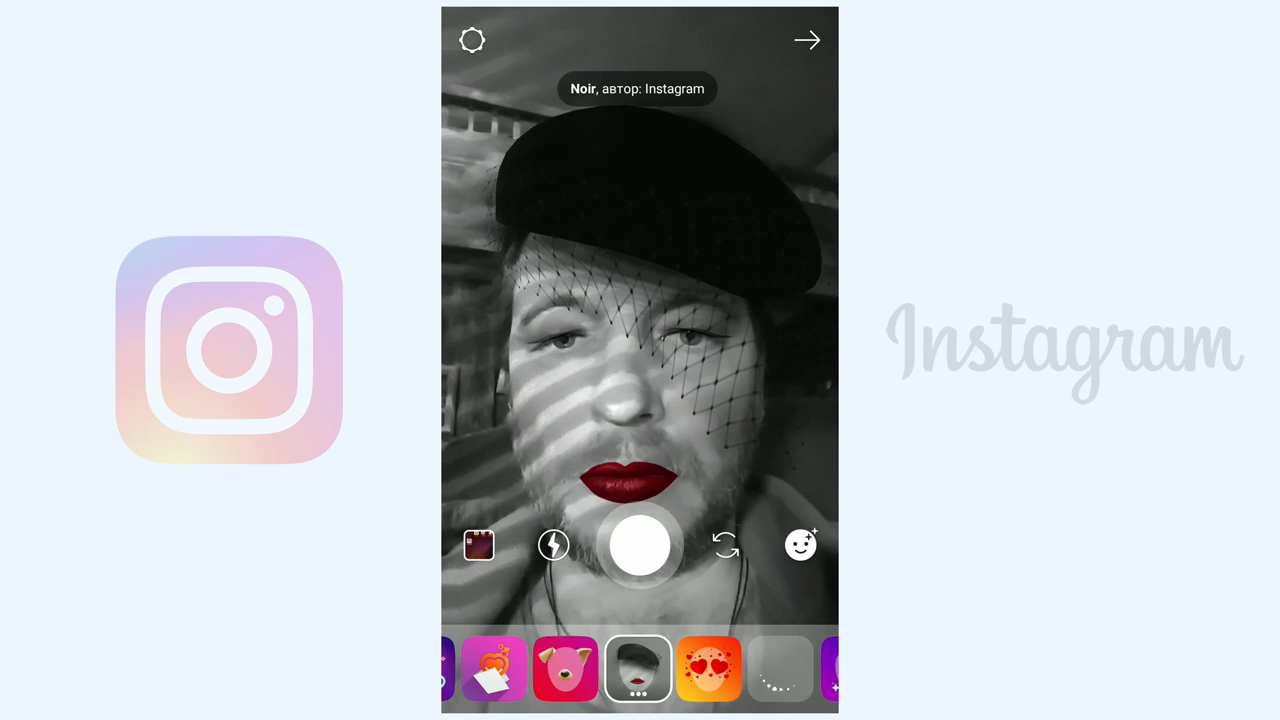 Noir, автор: Instagram
Instagram